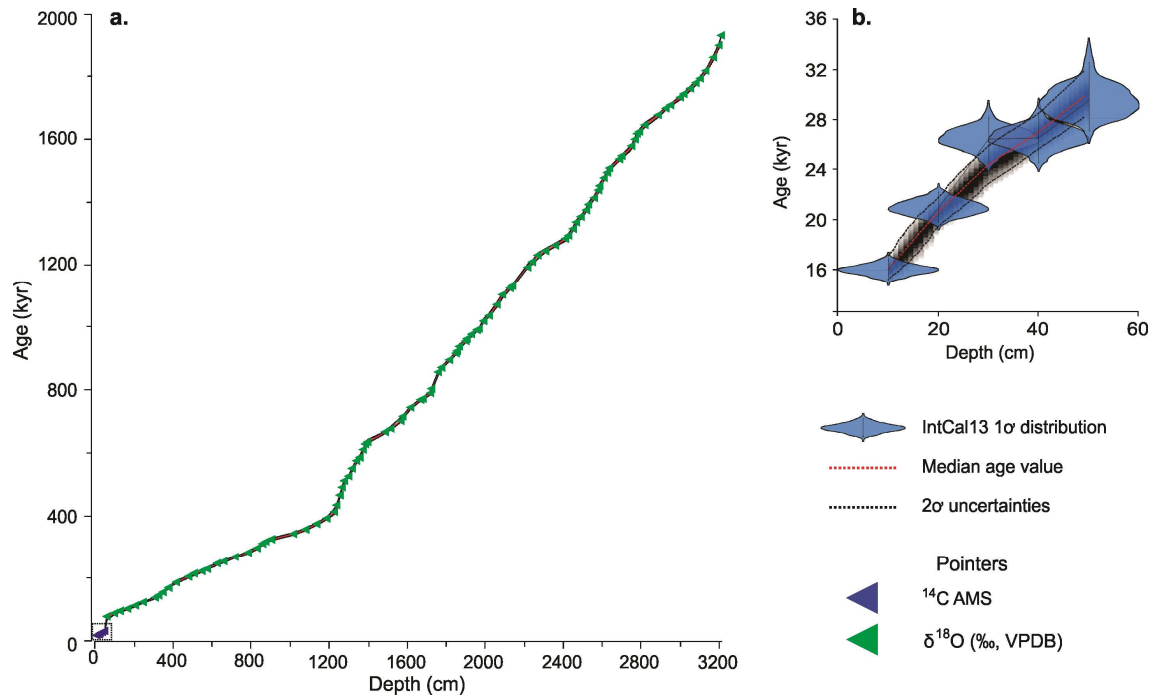 a.
2000
1600
1200
800
400
0
Age (kyr)
0
400
800
1200
1600
2000
2400
2800
3200
Depth (cm)
b.
36
32
28
24
20
16
Age (kyr)
0
20
40
60
Depth (cm)
IntCal13 1σ distribution
Median age value
2σ uncertainties
Pointers
¹⁴C AMS
δ¹⁸O (‰, VPDB)